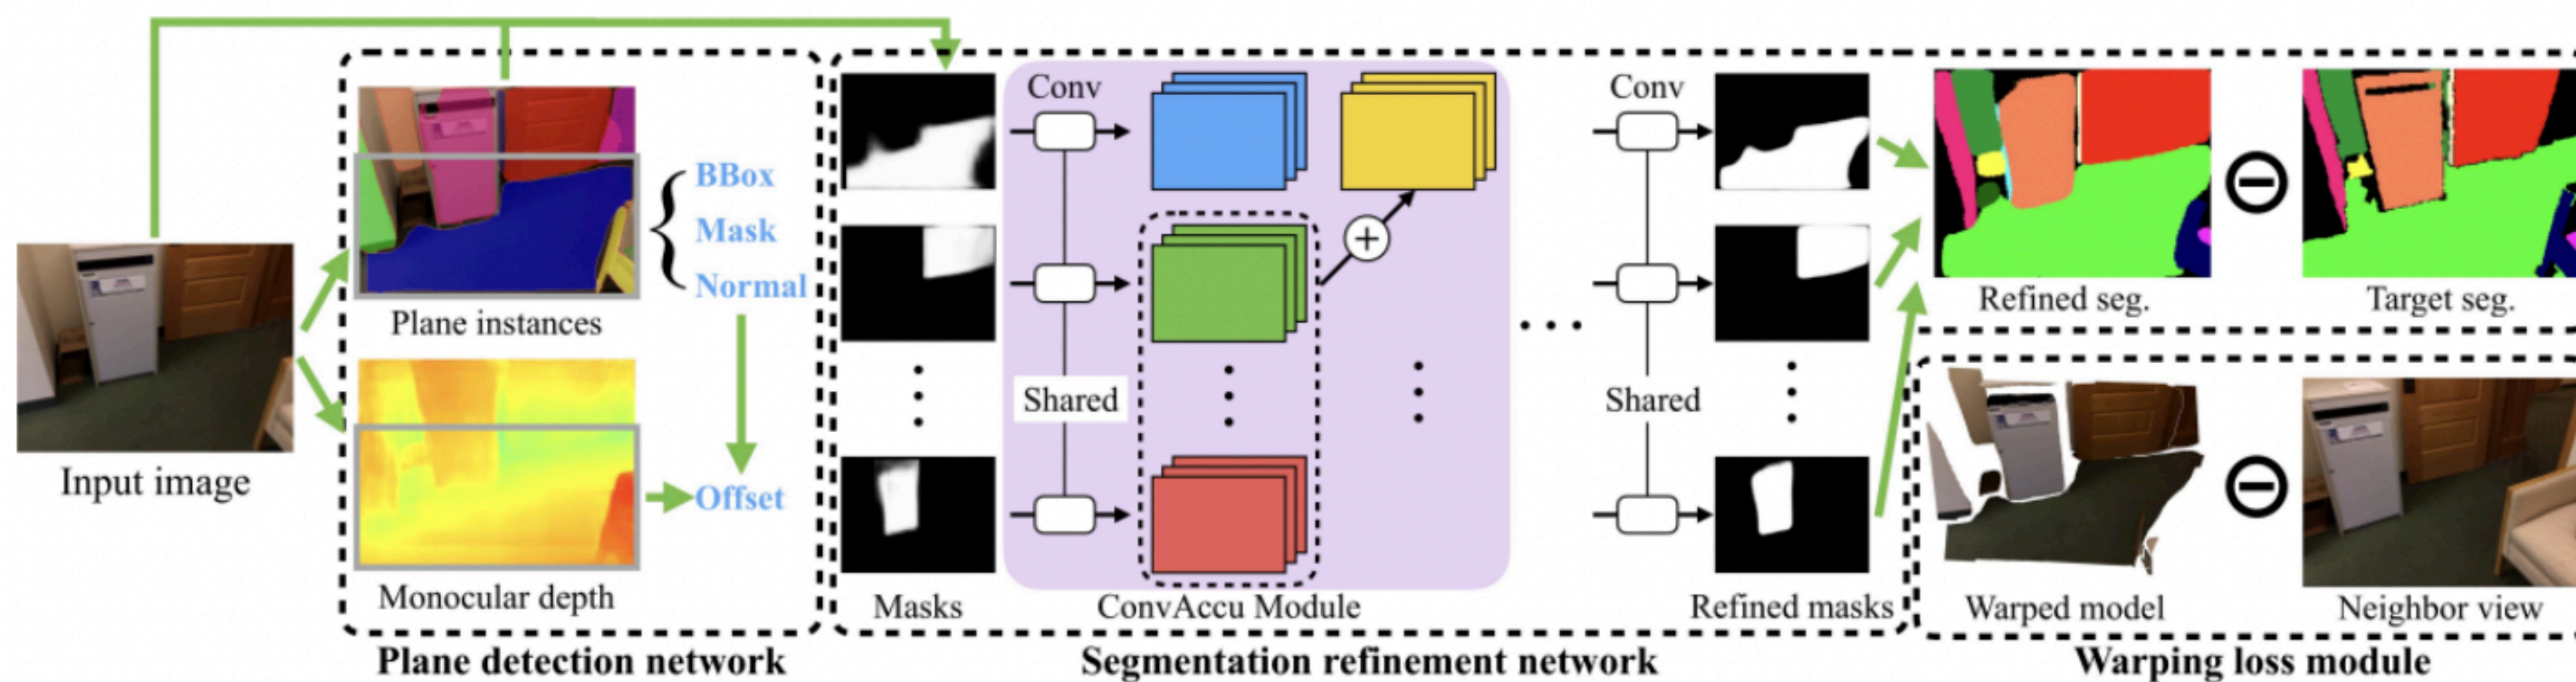 Input image
Plane instances
BBox
Mask
Normal
Offset
Monocular depth
Plane detection network
Conv
Shared
Masks
ConvAccu Module
Conv
Shared
Refined masks
Segmentation refinement network
Refined seg.
Target seg.
Warped model
Neighbor view
Warping loss module